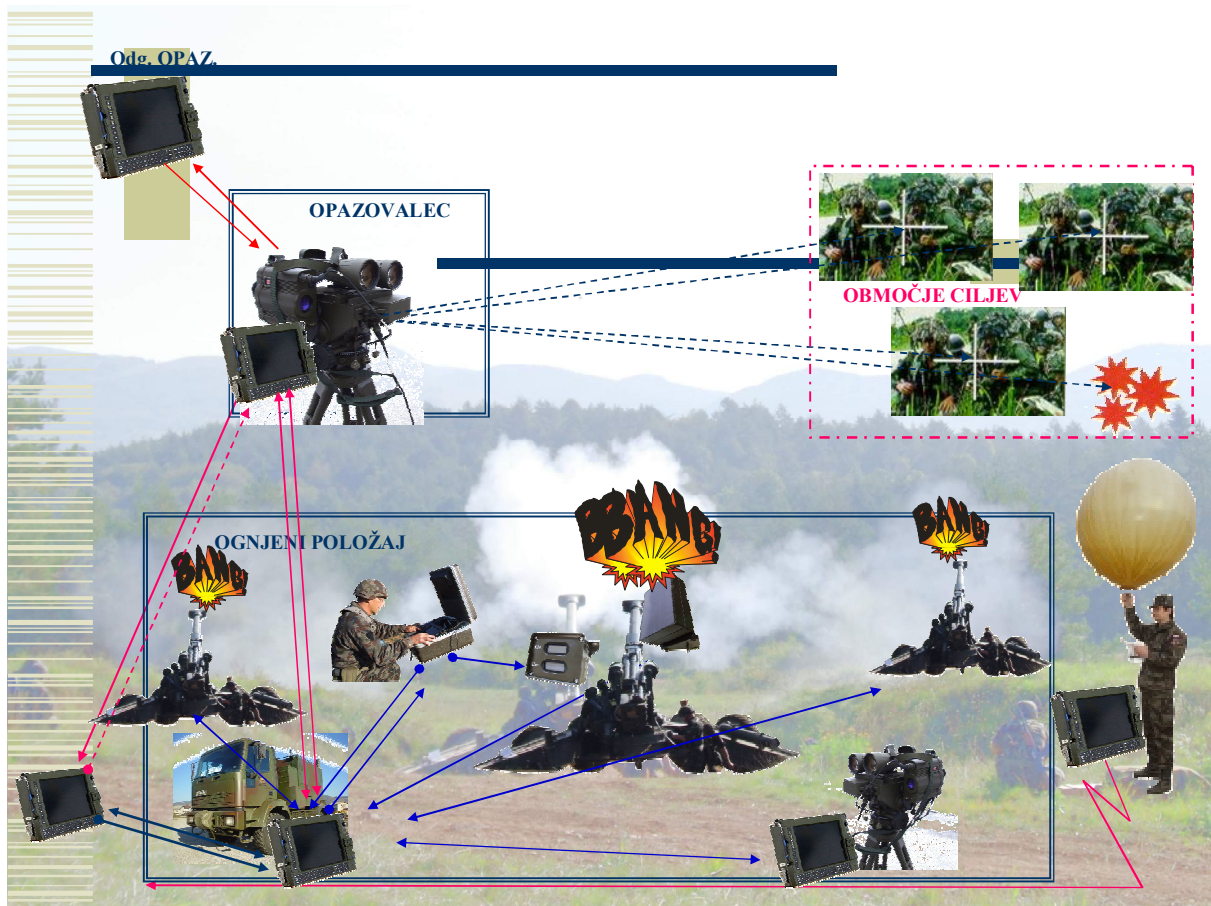 Odg. OPAZ.
OPAZOVALEC
OBMOČJE CILJEV
OGNJENI POLOŽAJ
BANG!
BBANG!
BANG!